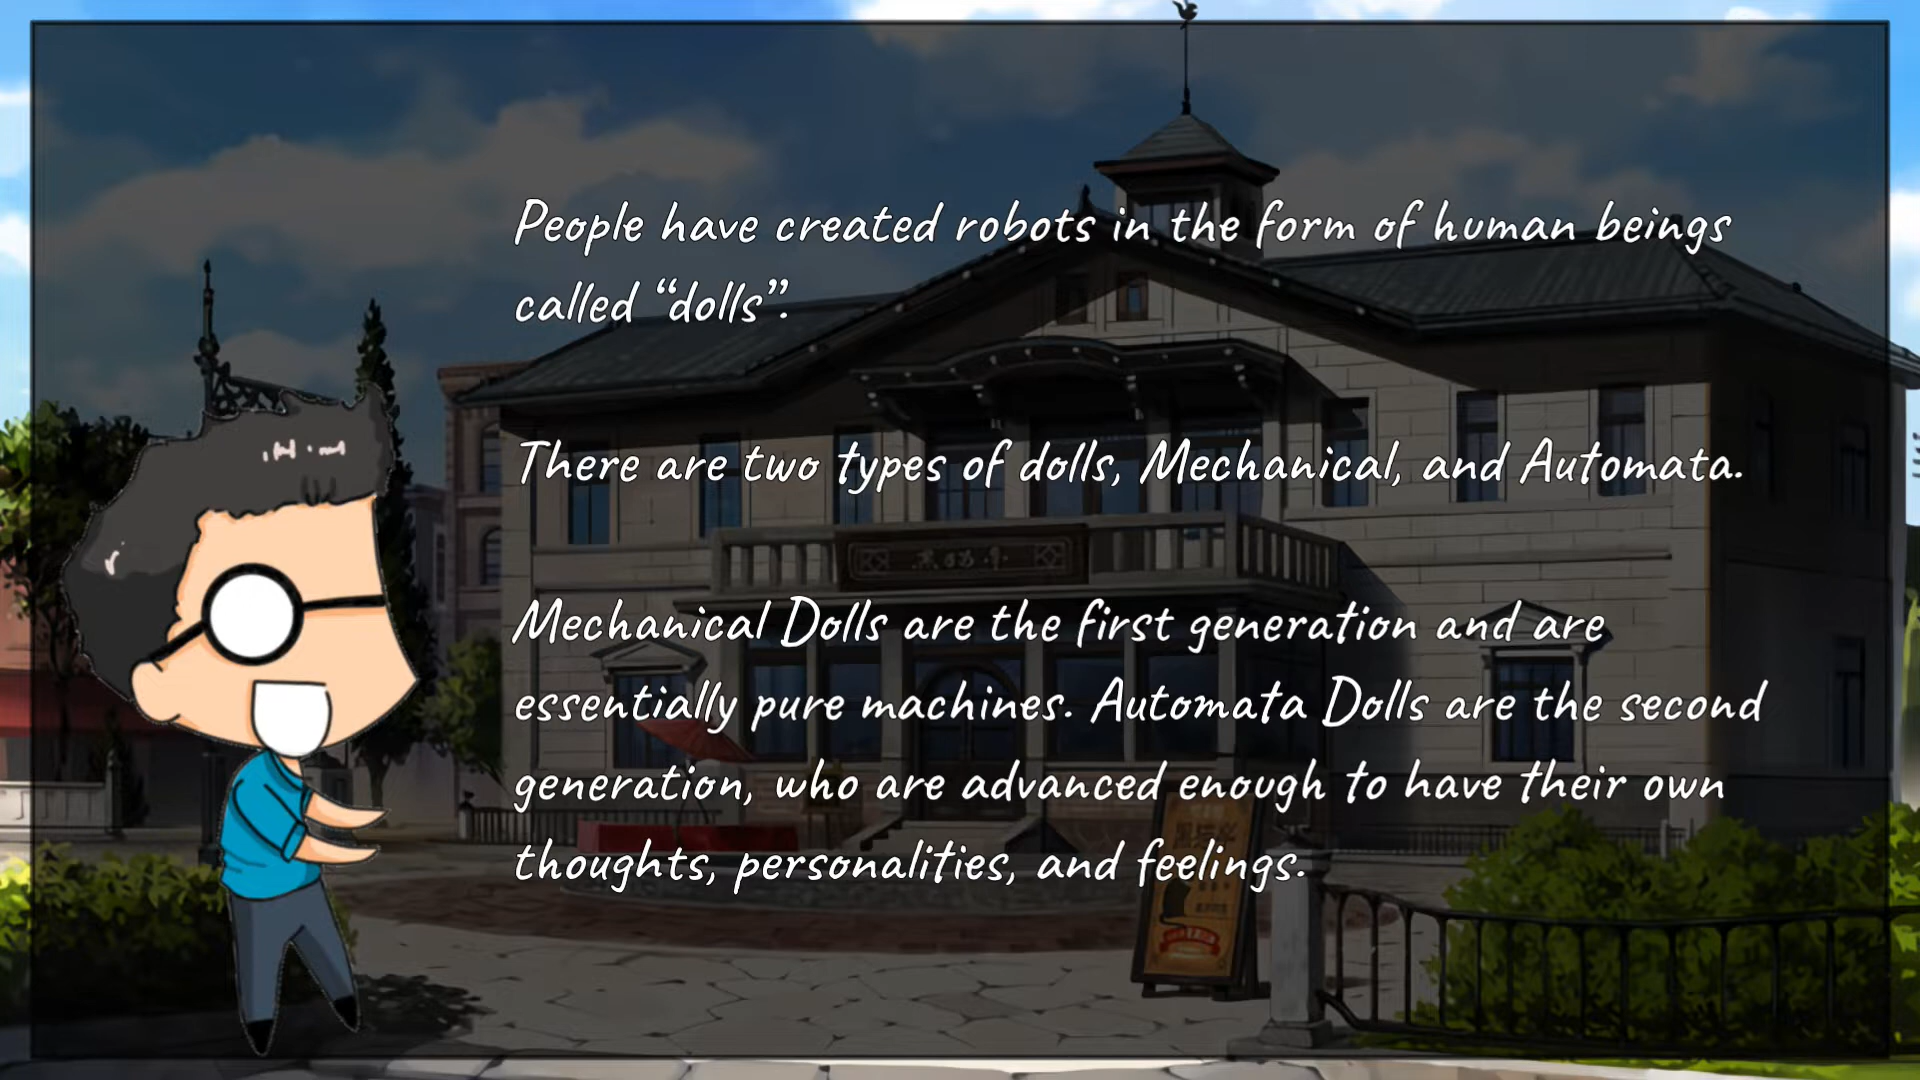 People have created robots in the form of human beings
called “dolls”.
There are two types of dolls, Mechanical, and Automata.
Mechanical Dolls are the first generation and are
essentially pure machines. Automata Dolls are the second
generation, who are advanced enough to have their own
thoughts, personalities, and feelings.